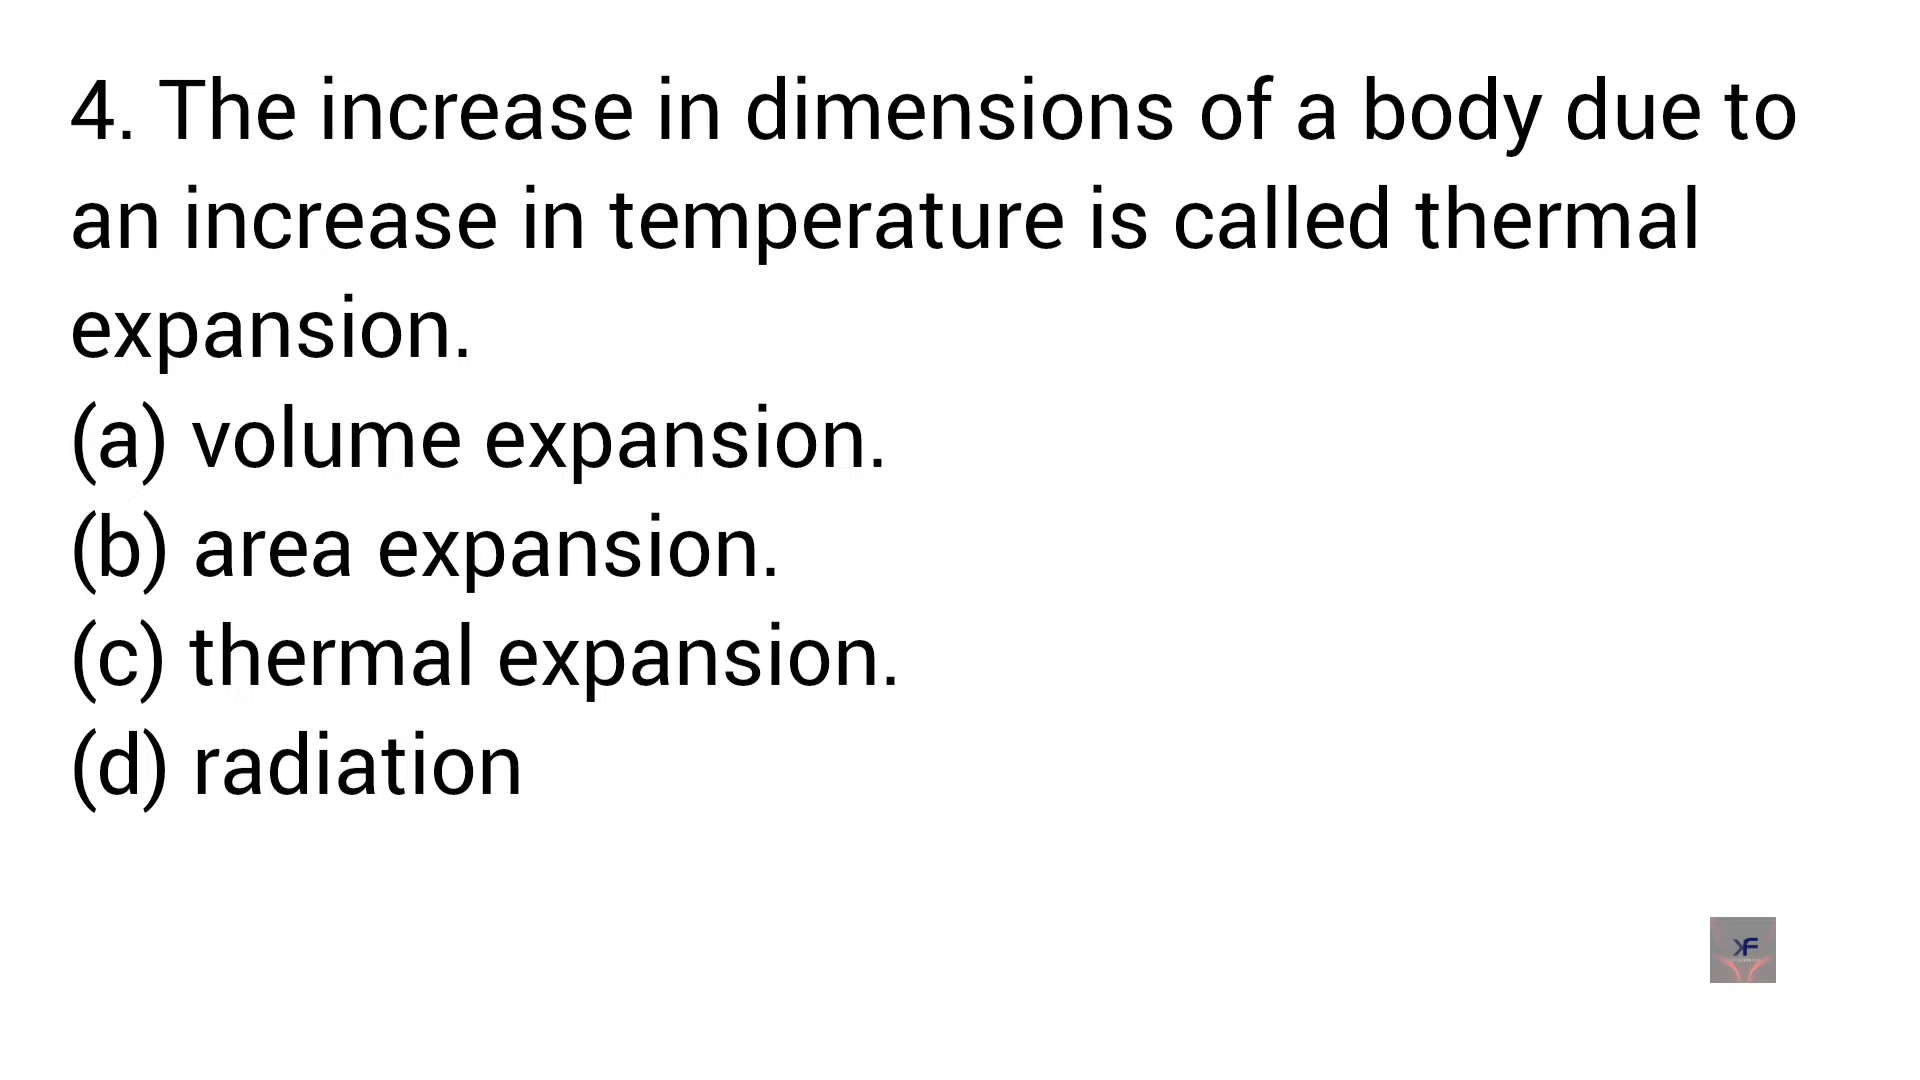 4. The increase in dimensions of a body due to
an increase in temperature is called thermal
expansion.
(a) volume expansion.
(b) area expansion.
(c) thermal expansion.
(d) radiation